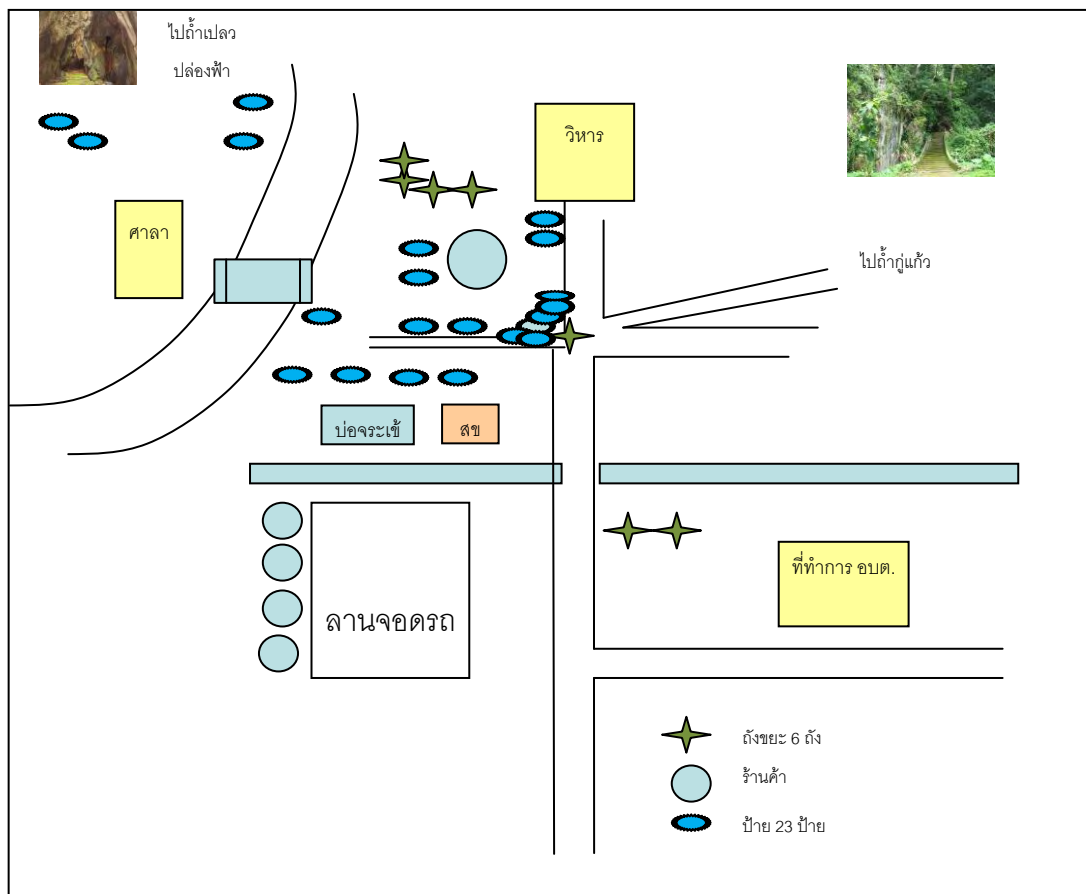 ไปถ้ำเปลว
ปล่องฟ้า
วิหาร
ศาลา
ไปถ้ำกู่แก้ว
บ่อจระเข้
สข
ที่ทำการ อบต.
ลานจอดรถ
ถังขยะ 6 ถัง
ร้านค้า
ป้าย 23 ป้าย